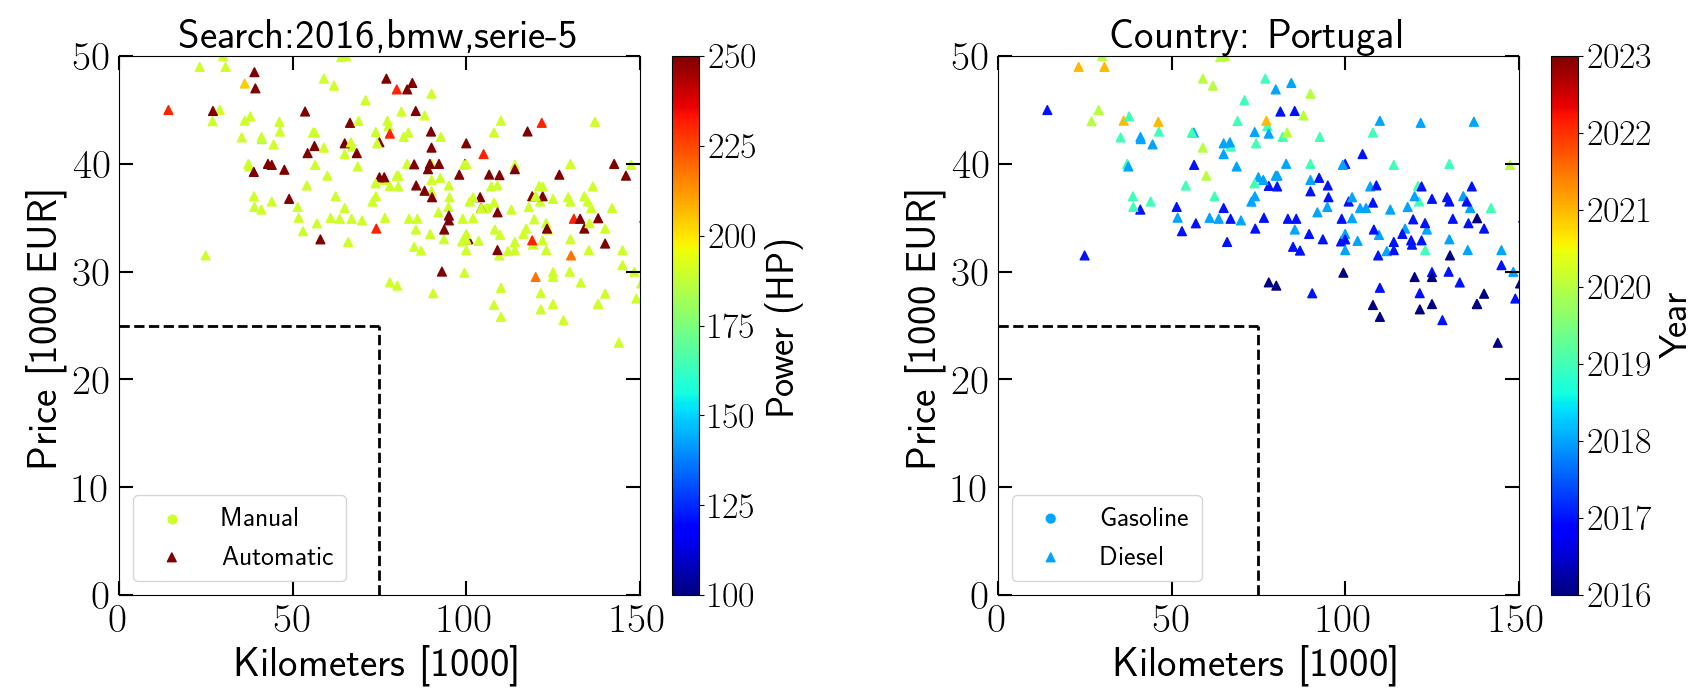 Search:2016,bmw,serie-5
Price [1000 EUR]
50
40
30
20
10
0
0
50
100
150
Kilometers [1000]
Manual
Automatic
250
225
200
175
150
125
100
Power (HP)
Country: Portugal
Price [1000 EUR]
50
40
30
20
10
0
0
50
100
150
Kilometers [1000]
Gasoline
Diesel
2023
2022
2021
2020
2019
2018
2017
2016
Year